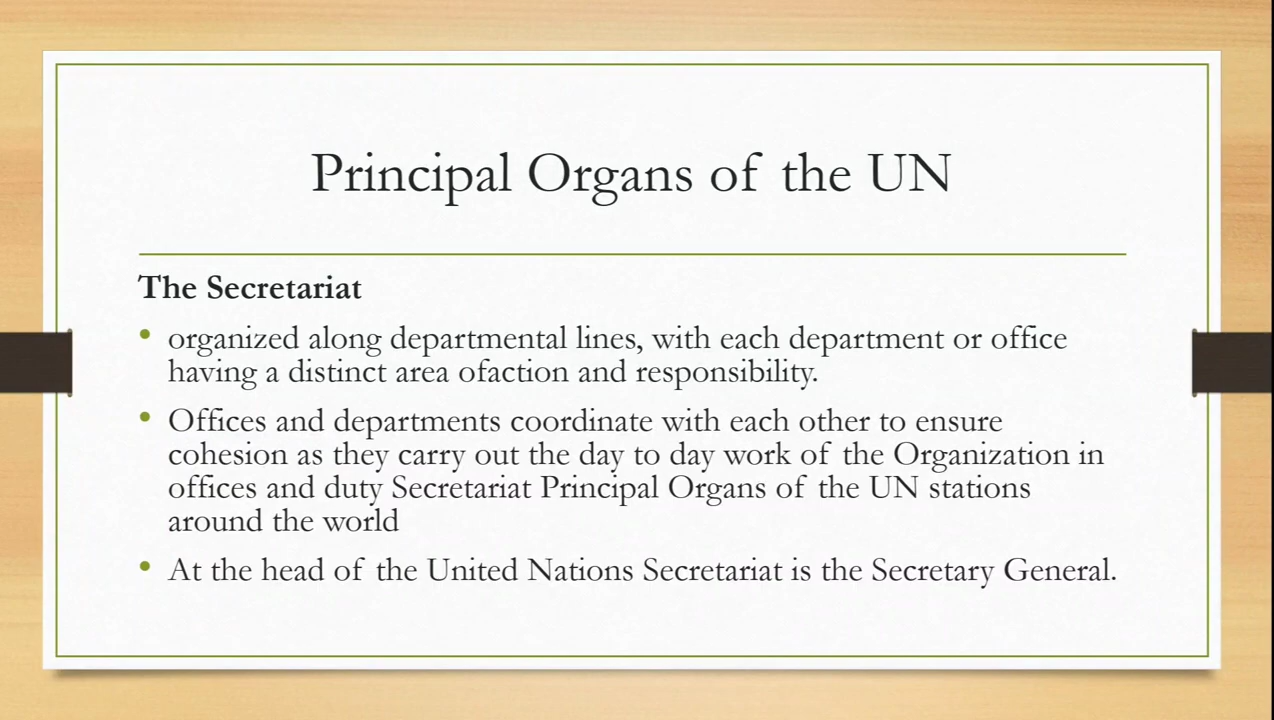 Principal Organs of the UN
The Secretariat
• organized along departmental lines, with each department or office
having a distinct area ofaction and responsibility.
• Offices and departments coordinate with each other to ensure
cohesion as they carry out the day to day work of the Organization in
offices and duty Secretariat Principal Organs of the UN stations
around the world
• At the head of the United Nations Secretariat is the Secretary General.